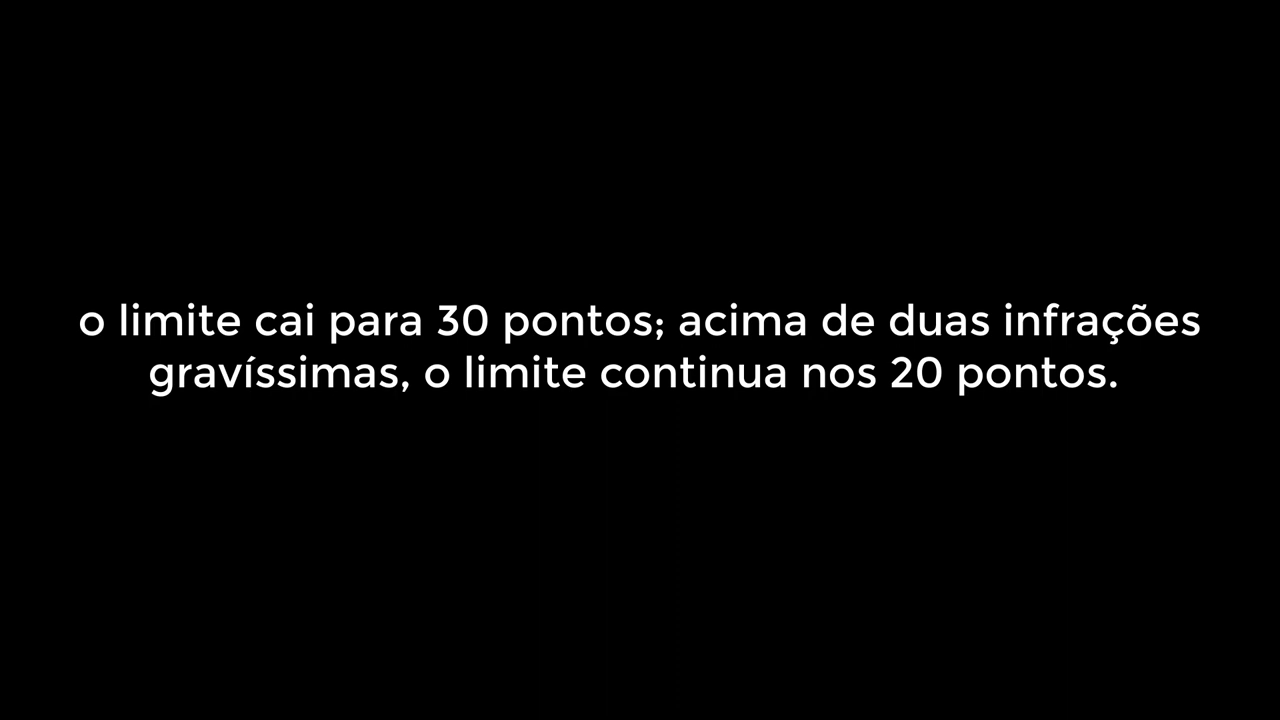 o limite cai para 30 pontos; acima de duas infrações
gravíssimas, o limite continua nos 20 pontos.